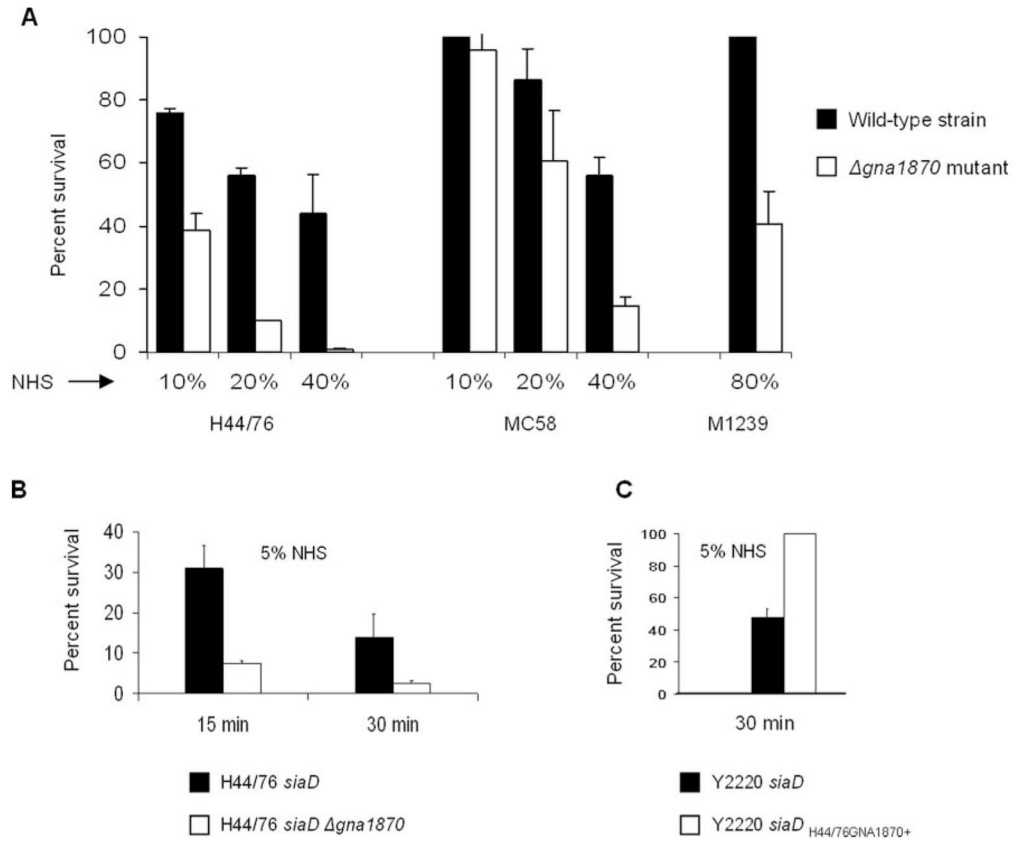 A
Percent survival
100
80
60
40
20
0
Wild-type strain
Δgna1870 mutant
NHS
10% 20% 40% 10% 20% 40% 80%
H44/76 MC58 M1239
B
Percent survival
40
30
20
10
0
5% NHS
15 min 30 min
H44/76 siaD
H44/76 siaD Δgna1870
C
Percent survival
100
80
60
40
20
0
5% NHS
30 min
Y2220 siaD
Y2220 siaD H44/76GNA1870+